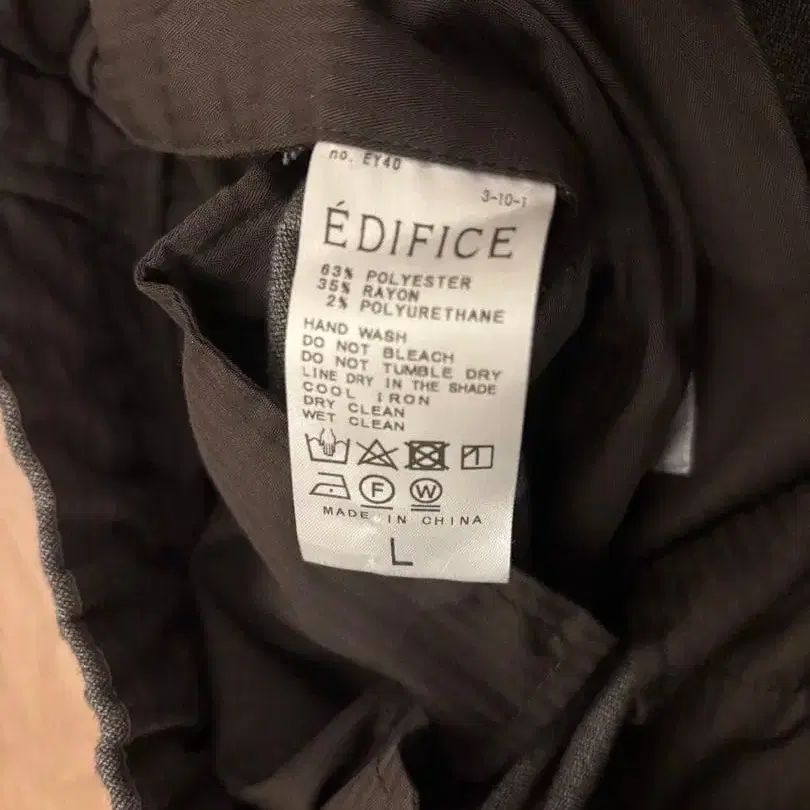 no. EY40
3-10-1
ÉDIFICE
63% POLYESTER
35% RAYON
2% POLYURETHANE
HAND WASH
DO NOT BLEACH
DO NOT TUMBLE DRY
LINE DRY IN THE SHADE
COOL IRON
DRY CLEAN
WET CLEAN
F W
MADE IN CHINA
L